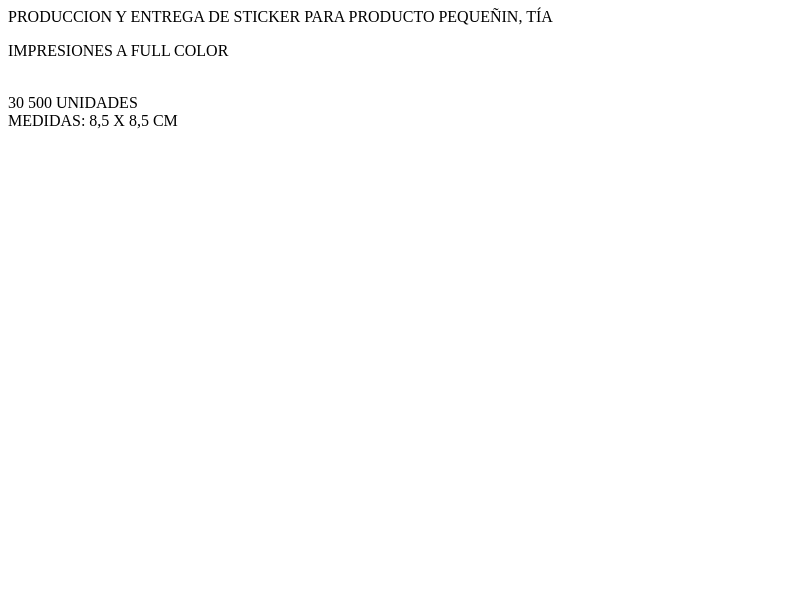 PRODUCCION Y ENTREGA DE STICKER PARA PRODUCTO PEQUEÑIN, TÍA
IMPRESIONES A FULL COLOR
30 500 UNIDADES
MEDIDAS: 8,5 X 8,5 CM